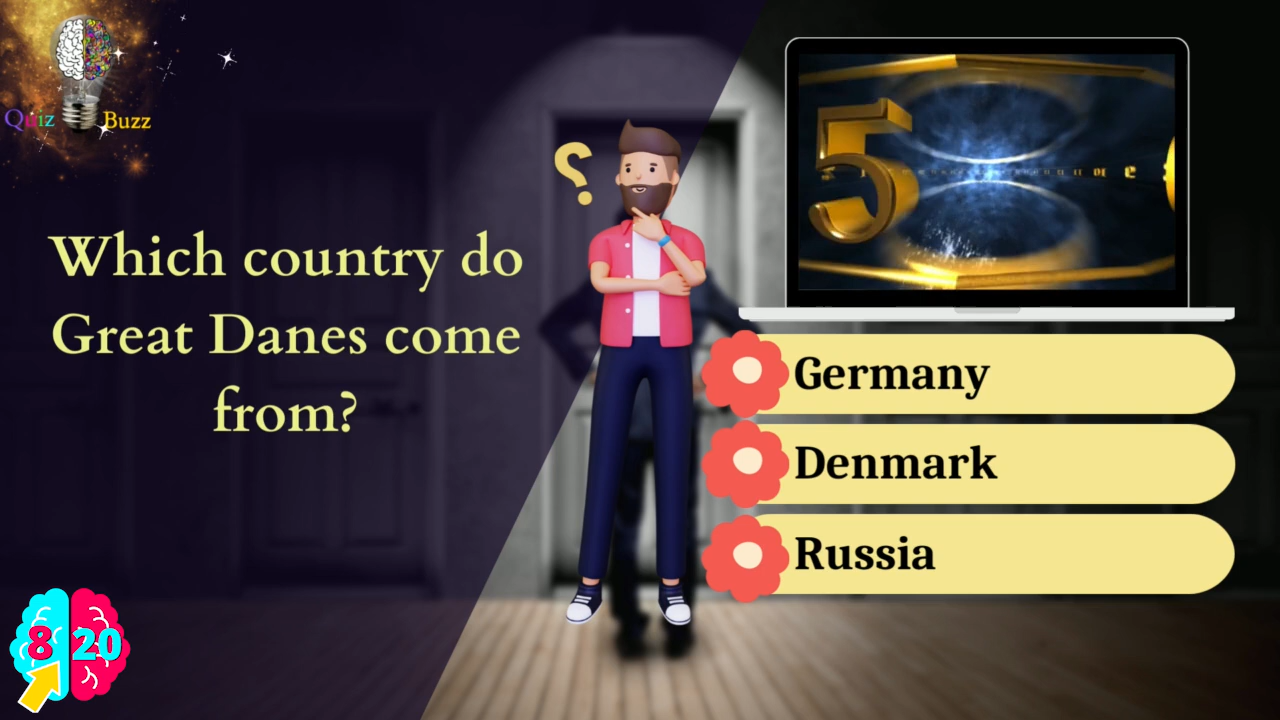 Quiz Buzz
5
Which country do
Great Danes come
from?
Germany
Denmark
Russia
8 20